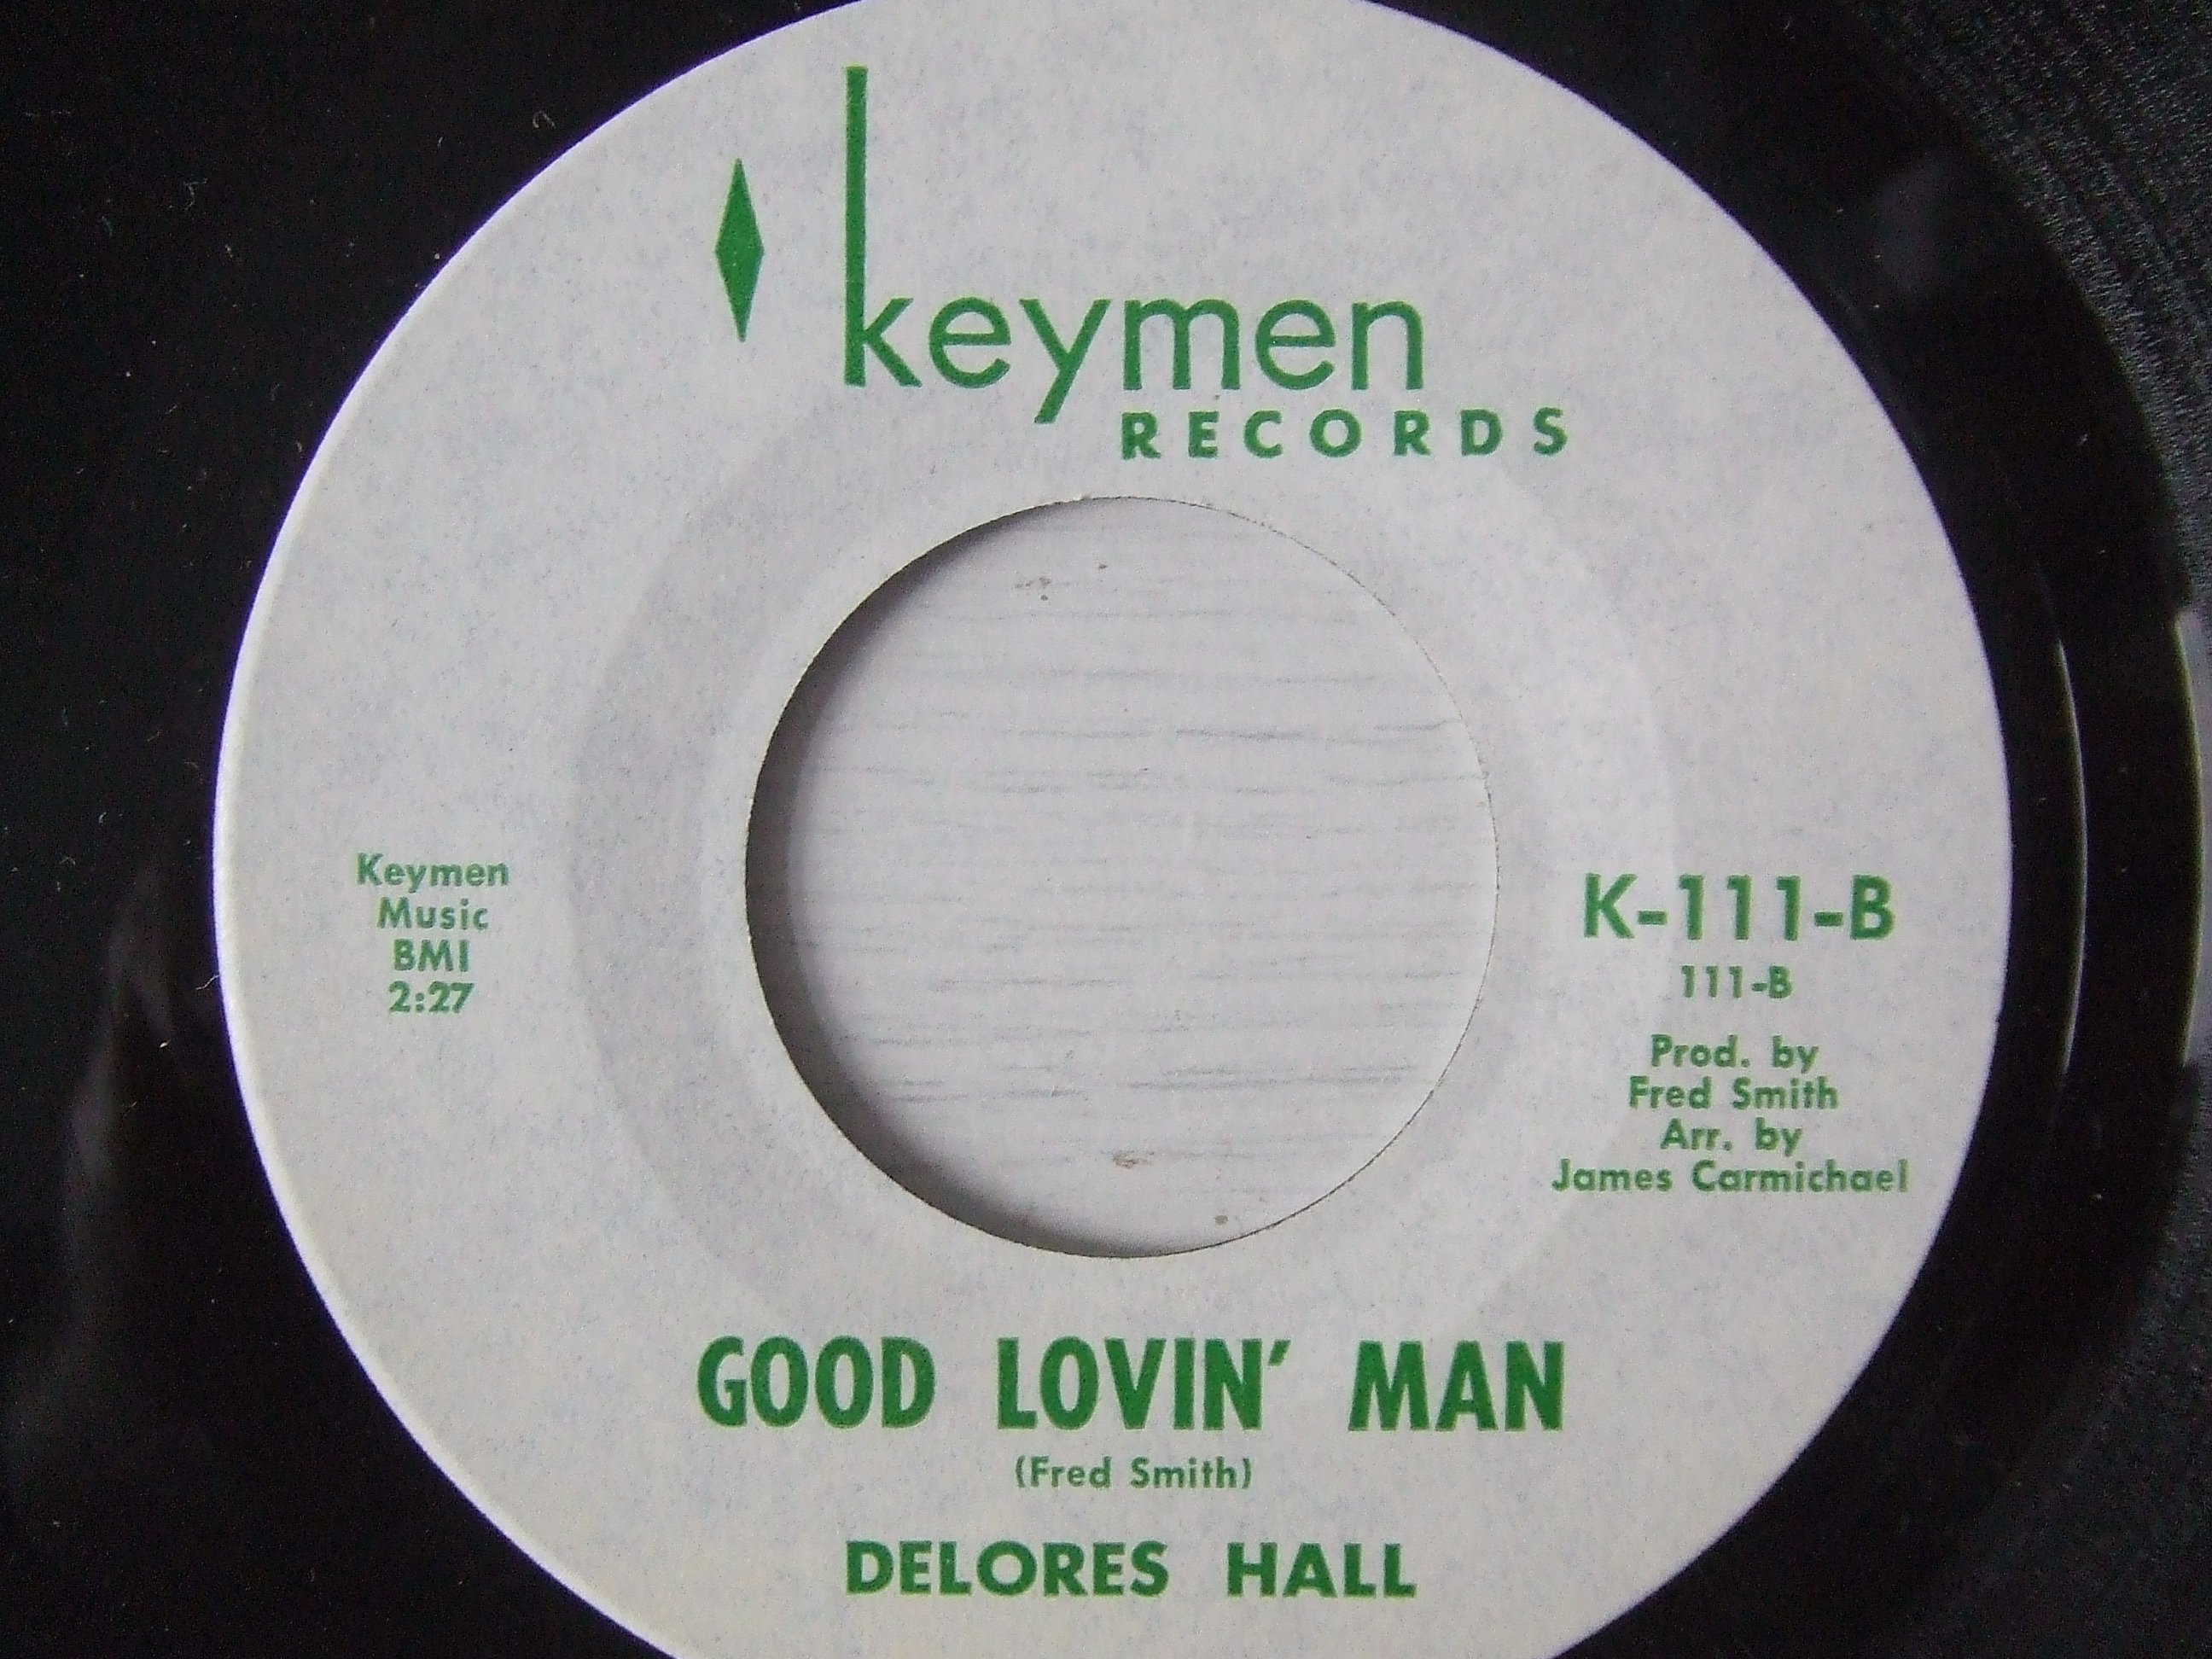 keymen
RECORDS
Keymen
Music
BMI
2:27
K-111-B
111-B
Prod. by
Fred Smith
Arr. by
James Carmichael
GOOD LOVIN' MAN
(Fred Smith)
DELORES HALL